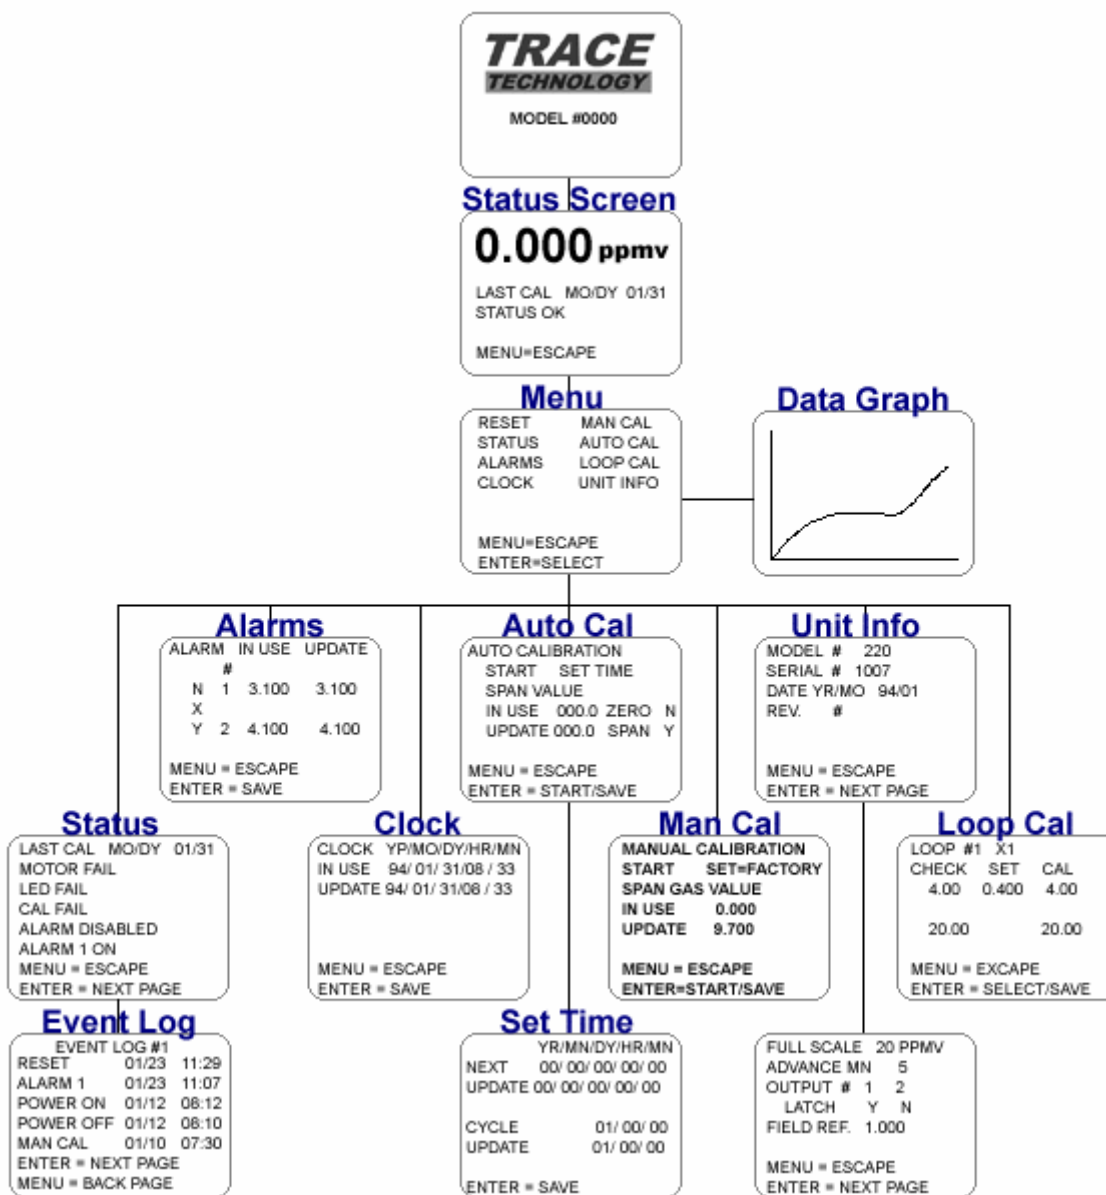 TRACE
TECHNOLOGY
MODEL #0000
Status Screen
0.000 ppmv
LAST CAL MO/DY 01/31
STATUS OK
MENU=ESCAPE
Menu
RESET MAN CAL
STATUS AUTO CAL
ALARMS LOOP CAL
CLOCK UNIT INFO
MENU=ESCAPE
ENTER=SELECT
Data Graph
Alarms
ALARM IN USE UPDATE
#
N 1 3.100 3.100
X
Y 2 4.100 4.100
MENU = ESCAPE
ENTER = SAVE
Auto Cal
AUTO CALIBRATION
START SET TIME
SPAN VALUE
IN USE 000.0 ZERO N
UPDATE 000.0 SPAN Y
MENU = ESCAPE
ENTER = START/SAVE
Unit Info
MODEL # 220
SERIAL # 1007
DATE YR/MO 94/01
REV. #
MENU = ESCAPE
ENTER = NEXT PAGE
Status
LAST CAL MO/DY 01/31
MOTOR FAIL
LED FAIL
CAL FAIL
ALARM DISABLED
ALARM 1 ON
MENU = ESCAPE
ENTER = NEXT PAGE
Clock
CLOCK YP/MO/DY/HR/MN
IN USE 94/ 01/ 31/08 / 33
UPDATE 94/ 01/ 31/08 / 33
MENU = ESCAPE
ENTER = SAVE
Man Cal
MANUAL CALIBRATION
START SET=FACTORY
SPAN GAS VALUE
IN USE 0.000
UPDATE 9.700
MENU = ESCAPE
ENTER=START/SAVE
Loop Cal
LOOP #1 X1
CHECK SET CAL
4.00 0.400 4.00
20.00 20.00
MENU = EXCAPE
ENTER = SELECT/SAVE
Event Log
EVENT LOG #1
RESET 01/23 11:29
ALARM 1 01/23 11:07
POWER ON 01/12 08:12
POWER OFF 01/12 08:10
MAN CAL 01/10 07:30
ENTER = NEXT PAGE
MENU = BACK PAGE
Set Time
YR/MN/DY/HR/MN
NEXT 00/ 00/ 00/ 00/ 00
UPDATE 00/ 00/ 00/ 00/ 00
CYCLE 01/ 00/ 00
UPDATE 01/ 00/ 00
ENTER = SAVE
FULL SCALE 20 PPMV
ADVANCE MN 5
OUTPUT # 1 2
LATCH Y N
FIELD REF. 1.000
MENU = ESCAPE
ENTER = NEXT PAGE